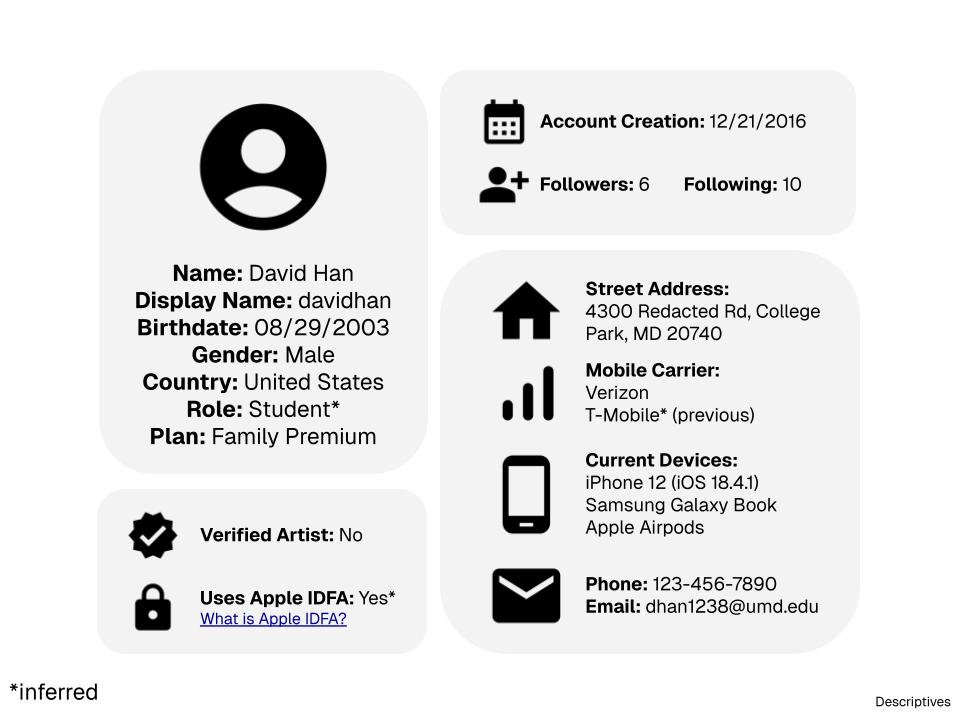 Name: David Han
Display Name: davidhan
Birthdate: 08/29/2003
Gender: Male
Country: United States
Role: Student*
Plan: Family Premium
Verified Artist: No
Uses Apple IDFA: Yes*
What is Apple IDFA?
Account Creation: 12/21/2016
Followers: 6 Following: 10
Street Address:
4300 Redacted Rd, College
Park, MD 20740
Mobile Carrier:
Verizon
T-Mobile* (previous)
Current Devices:
iPhone 12 (iOS 18.4.1)
Samsung Galaxy Book
Apple Airpods
Phone: 123-456-7890
Email: dhan1238@umd.edu
*inferred
Descriptives